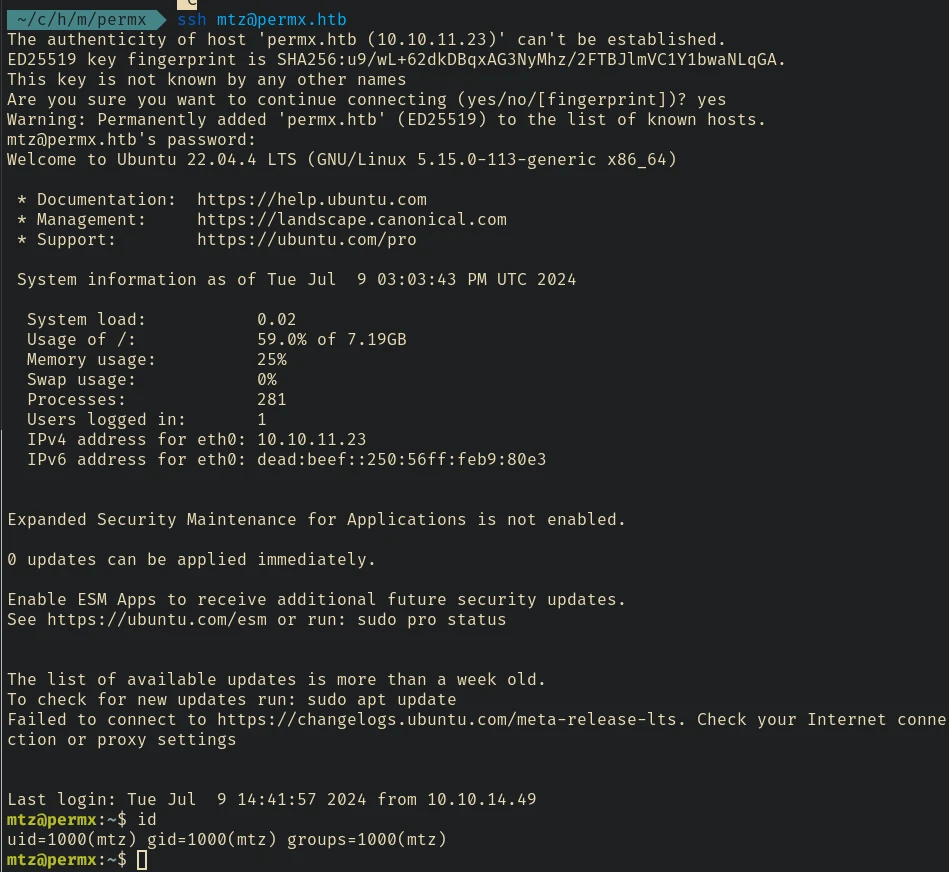 C
~/c/h/m/permx ssh mtz@permx.htb
The authenticity of host 'permx.htb (10.10.11.23)' can't be established.
ED25519 key fingerprint is SHA256:u9/wL+62dkDBqxAG3NyMhz/2FTBJlmVC1Y1bwaNLqGA.
This key is not known by any other names
Are you sure you want to continue connecting (yes/no/[fingerprint])? yes
Warning: Permanently added 'permx.htb' (ED25519) to the list of known hosts.
mtz@permx.htb's password:
Welcome to Ubuntu 22.04.4 LTS (GNU/Linux 5.15.0-113-generic x86_64)

 * Documentation:  https://help.ubuntu.com
 * Management:     https://landscape.canonical.com
 * Support:        https://ubuntu.com/pro

 System information as of Tue Jul  9 03:03:43 PM UTC 2024

  System load:           0.02
  Usage of /:            59.0% of 7.19GB
  Memory usage:          25%
  Swap usage:            0%
  Processes:             281
  Users logged in:       1
  IPv4 address for eth0: 10.10.11.23
  IPv6 address for eth0: dead:beef::250:56ff:feb9:80e3

Expanded Security Maintenance for Applications is not enabled.

0 updates can be applied immediately.

Enable ESM Apps to receive additional future security updates.
See https://ubuntu.com/esm or run: sudo pro status

The list of available updates is more than a week old.
To check for new updates run: sudo apt update
Failed to connect to https://changelogs.ubuntu.com/meta-release-lts. Check your Internet conne
ction or proxy settings

Last login: Tue Jul  9 14:41:57 2024 from 10.10.14.49
mtz@permx:~$ id
uid=1000(mtz) gid=1000(mtz) groups=1000(mtz)
mtz@permx:~$